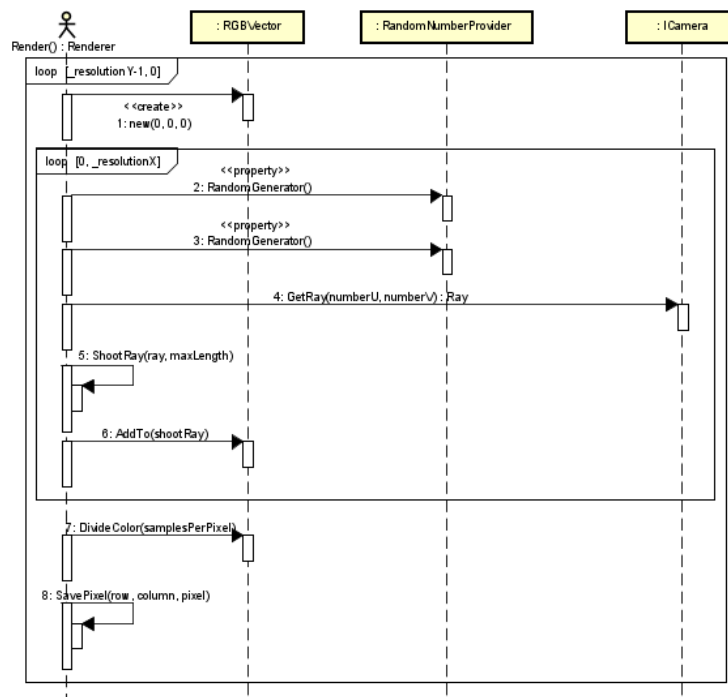 Render() : Renderer
: RGBVector
: RandomNumberProvider
: ICamera
loop [_resolutionY-1, 0]
<<create>>
1: new(0, 0, 0)
loop [0, _resolutionX]
<<property>>
2: RandomGenerator()
<<property>>
3: RandomGenerator()
4: GetRay(numberU, numberV) : Ray
5: ShootRay(ray, maxLength)
6: AddTo(shootRay)
7: DivideColor(samplesPerPixel)
8: SavePixel(row, column, pixel)